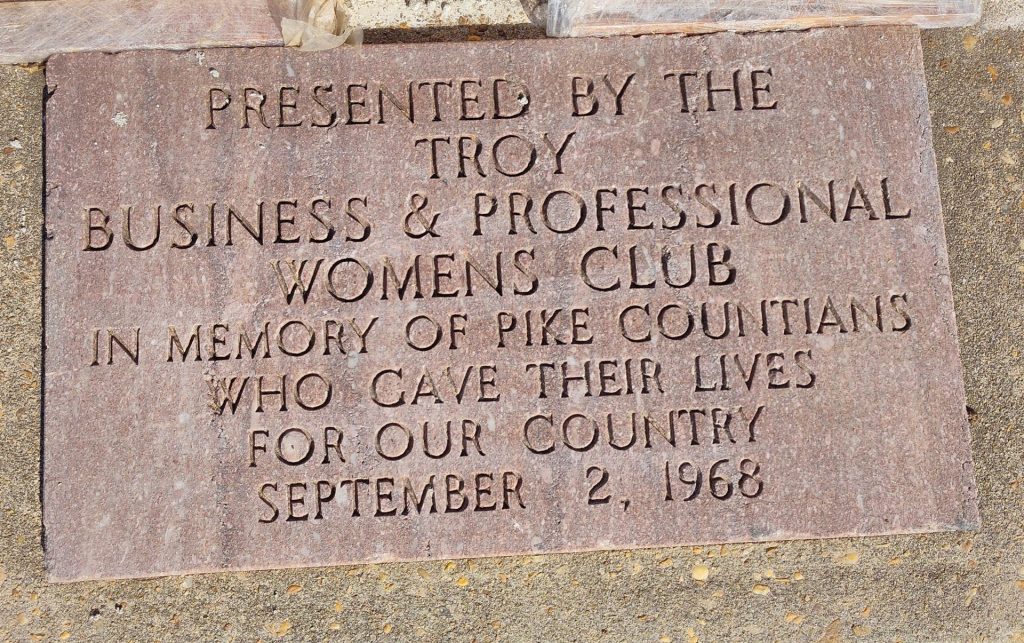 PRESENTED BY THE
TROY
BUSINESS & PROFESSIONAL
WOMENS CLUB
IN MEMORY OF PIKE COUNTIANS
WHO GAVE THEIR LIVES
FOR OUR COUNTRY
SEPTEMBER 2, 1968